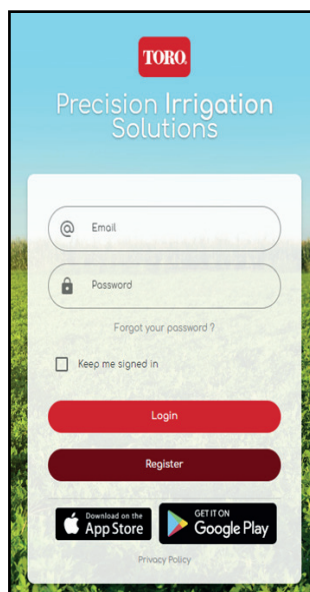 TORO.
Precision Irrigation
Solutions
Email
Password
Forgot your password ?
Keep me signed in
Login
Register
Download on the
App Store
GET IT ON
Google Play
Privacy Policy